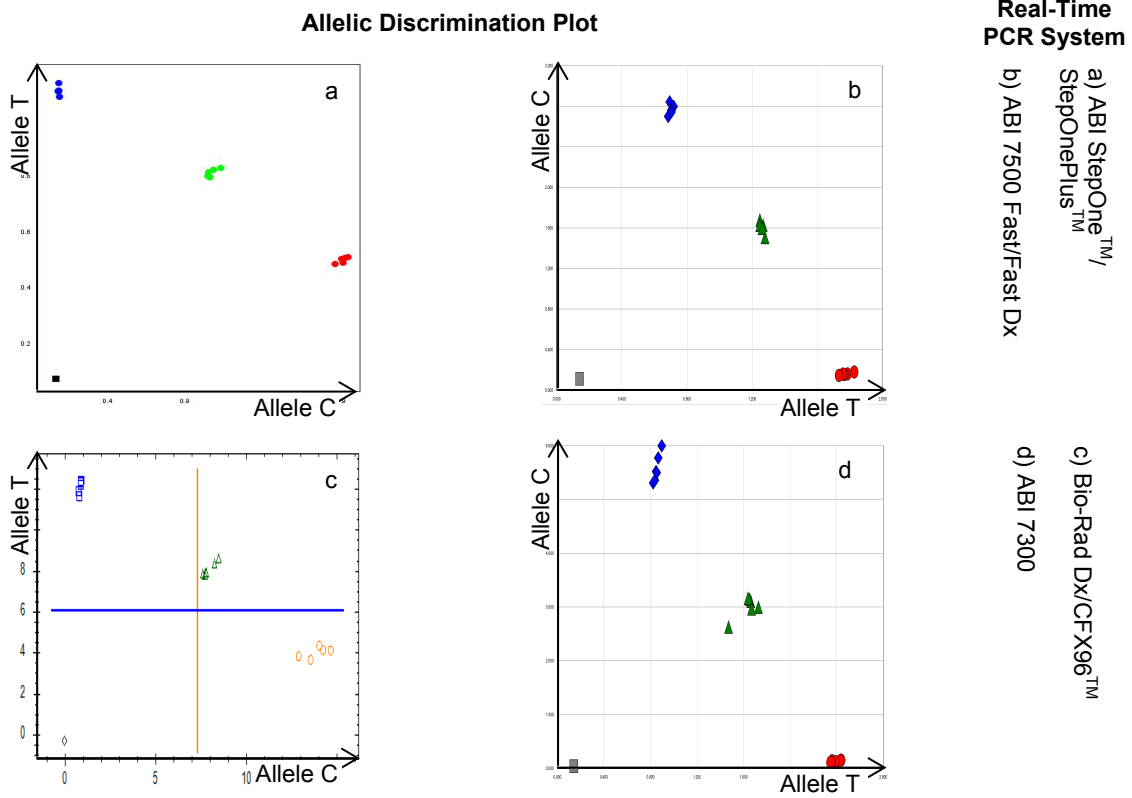 Allelic Discrimination Plot
Real-Time
PCR System
a
Allele T
0.6
0.4
0.2
0.4
0.9
Allele C
b
Allele C
Allele T
a) ABI StepOne™/
StepOnePlus™
b) ABI 7500 Fast/Fast Dx
c
Allele T
8
6
4
2
0
0
5
10
Allele C
d
Allele C
Allele T
c) Bio-Rad Dx/CFX96™
d) ABI 7300